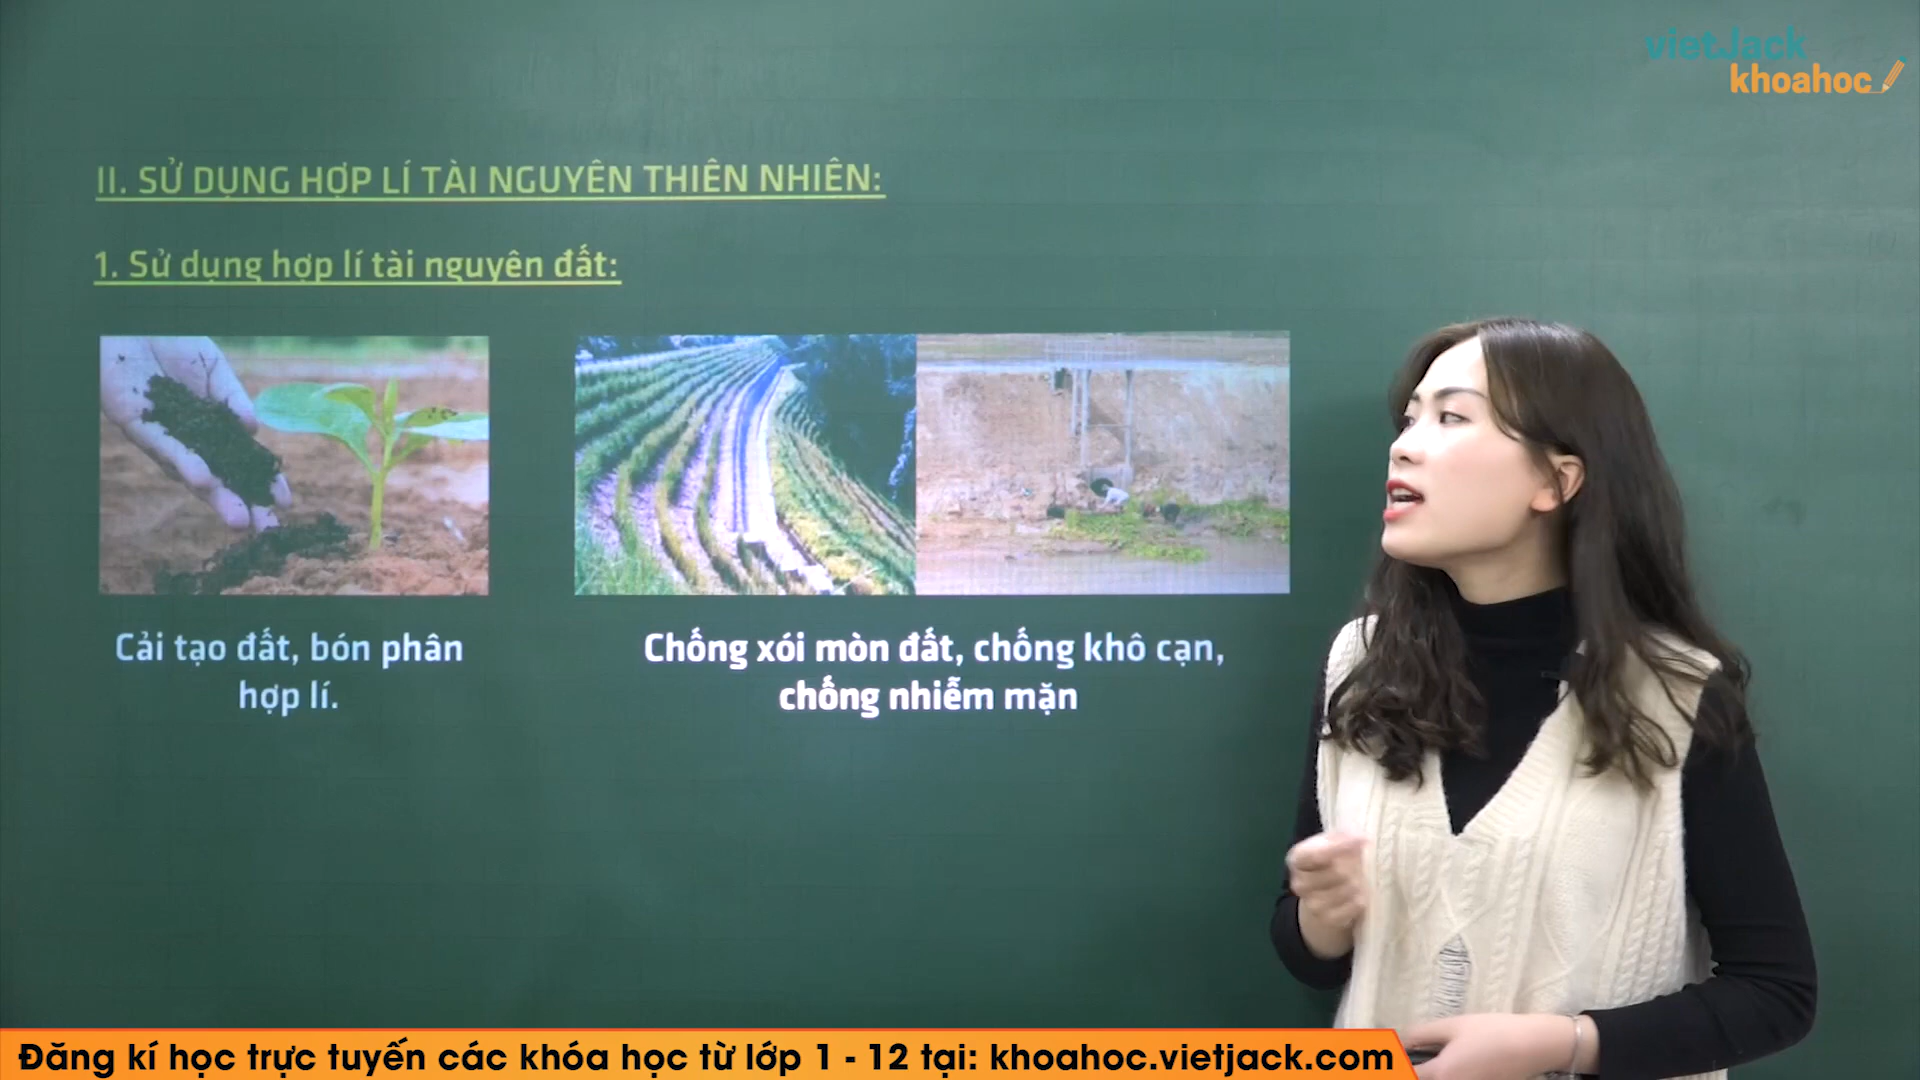 vietJack
khoahoc
II. SỬ DỤNG HỢP LÍ TÀI NGUYÊN THIÊN NHIÊN:
1. Sử dụng hợp lí tài nguyên đất:
Cải tạo đất, bón phân
hợp lí.
Chống xói mòn đất, chống khô cạn,
chống nhiễm mặn
Đăng kí học trực tuyến các khóa học từ lớp 1 - 12 tại: khoahoc.vietjack.com